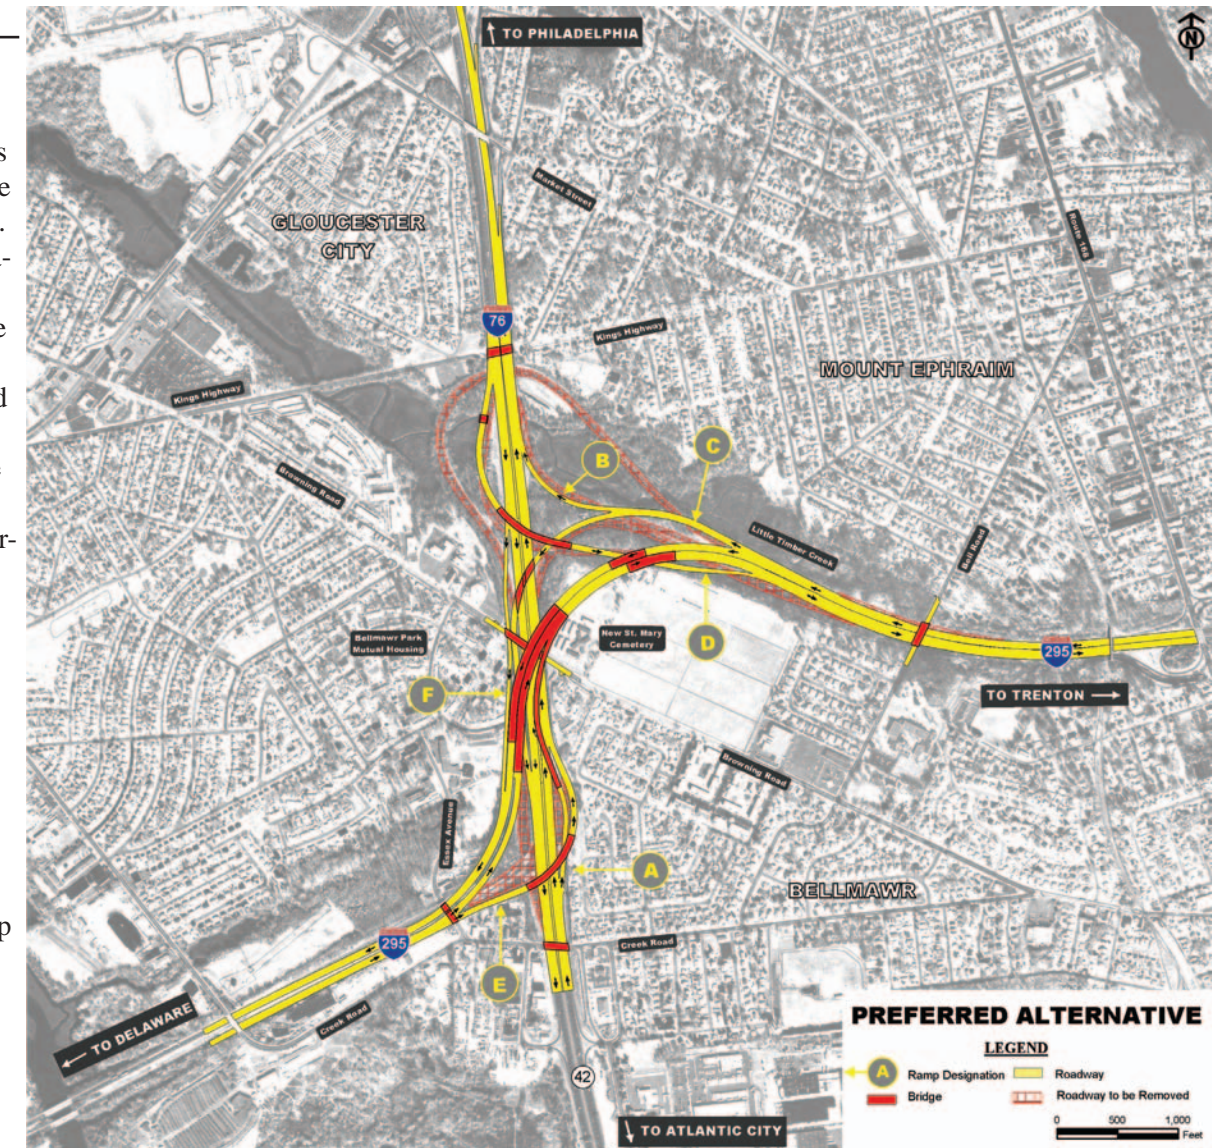 s
e
.
e
d
r-
p
TO PHILADELPHIA
N
Market Street
GLOUCESTER
CITY
Route 168
76
Kings Highway
Kings Highway
MOUNT EPHRAIM
B
C
Browning Road
Little Timber Creek
Bell Road
Bellmawr Park
Mutual Housing
New St. Mary
Cemetery
D
295
F
TO TRENTON
Browning Road
Essex Avenue
A
BELLMAWR
295
Creek Road
E
TO DELAWARE
Creek Road
42
TO ATLANTIC CITY
PREFERRED ALTERNATIVE
LEGEND
A Ramp Designation Roadway
Bridge Roadway to be Removed
0 500 1,000
Feet